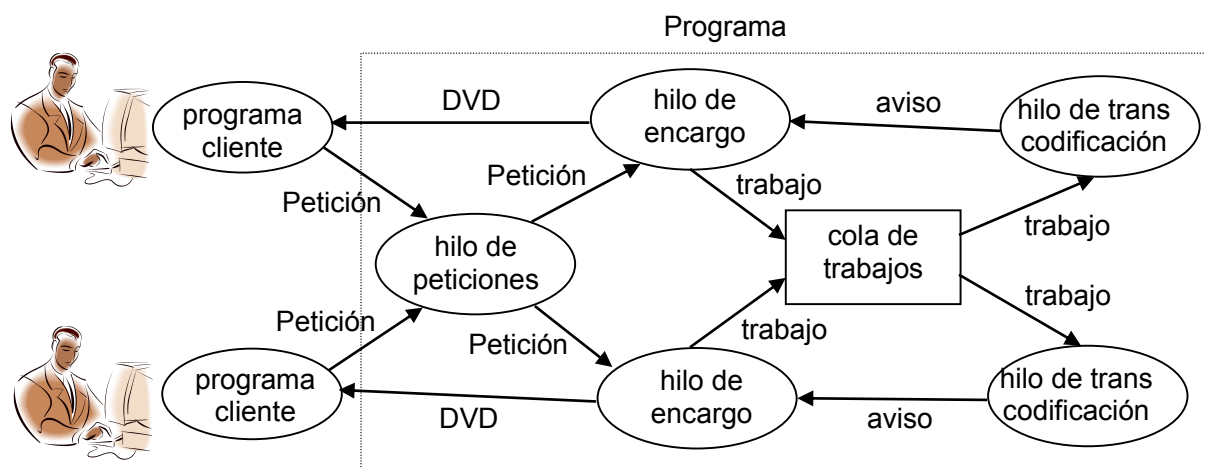 Programa
programa
cliente
DVD
hilo de
encargo
aviso
hilo de trans
codificación
Petición
Petición
trabajo
trabajo
hilo de
peticiones
cola de
trabajos
Petición
Petición
trabajo
trabajo
programa
cliente
DVD
hilo de
encargo
aviso
hilo de trans
codificación